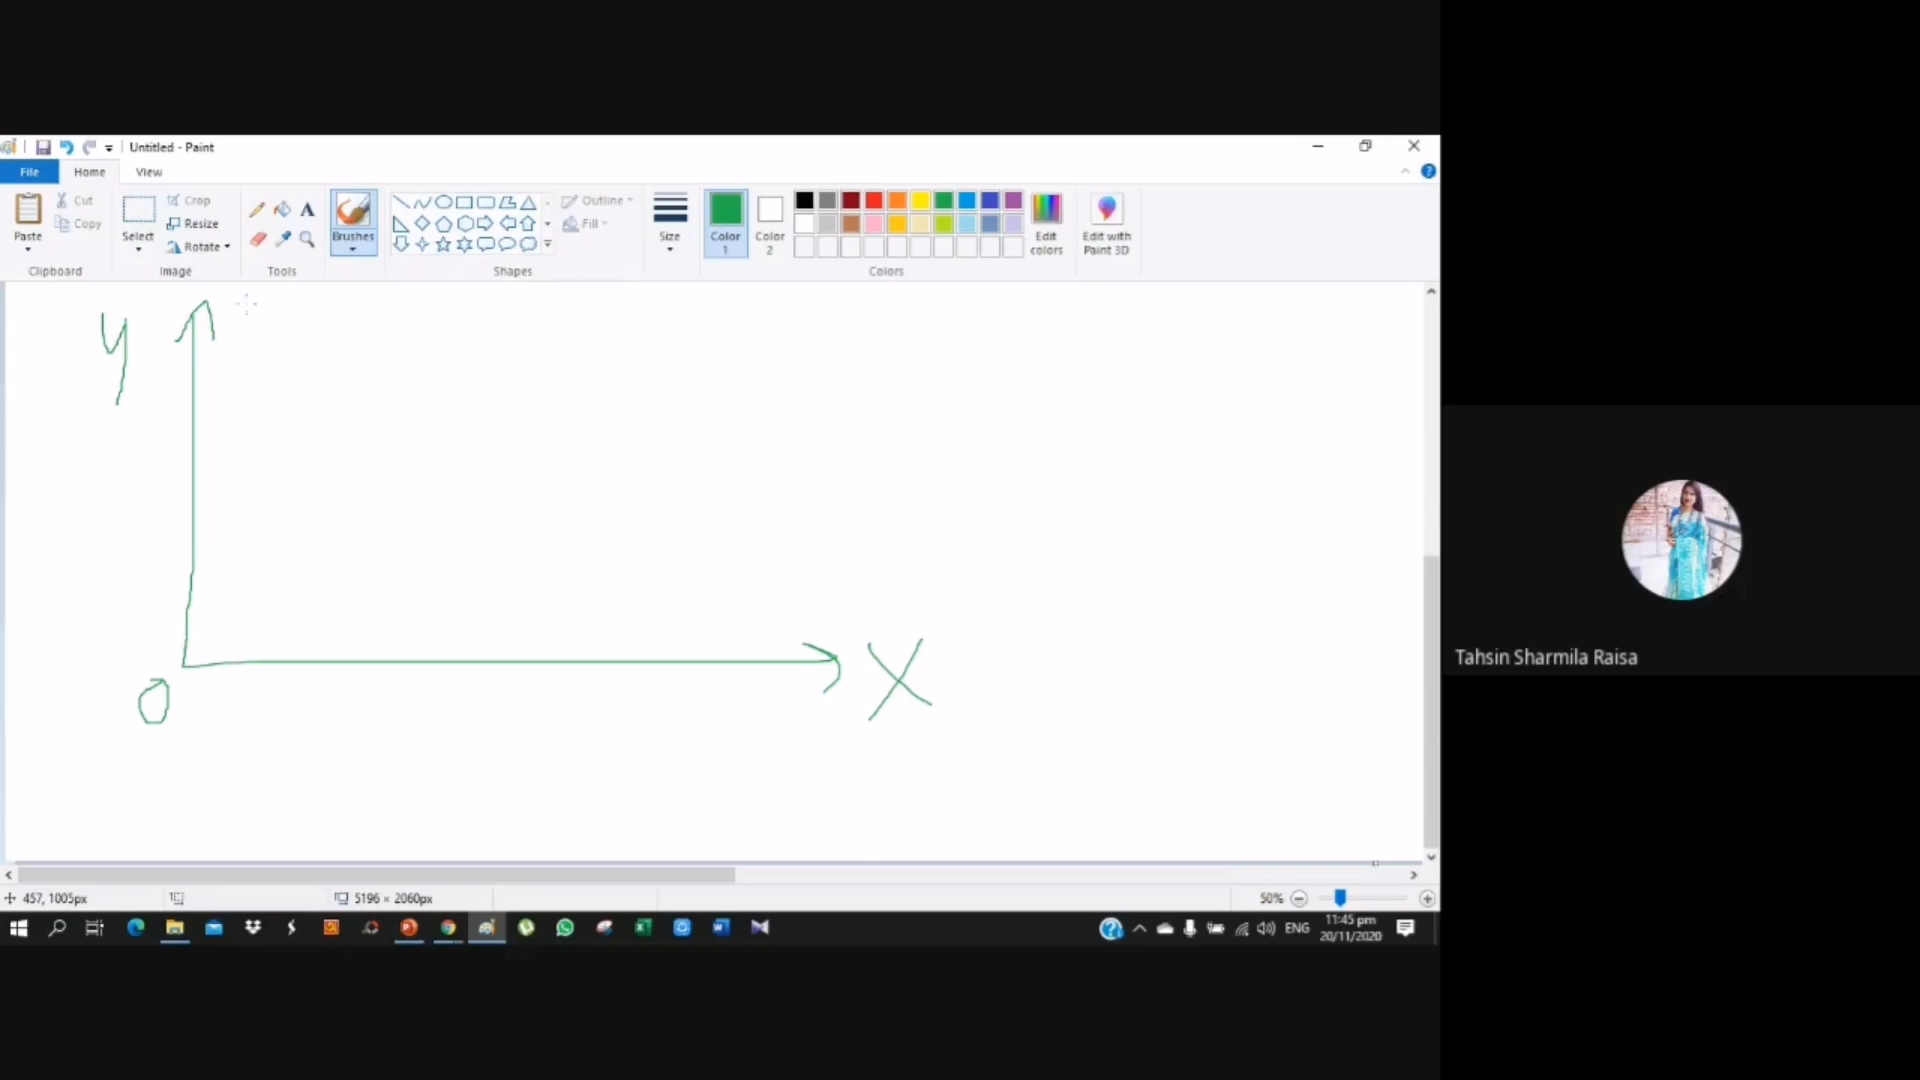 Untitled - Paint
File Home View
Paste
Cut
Copy
Clipboard
Select
Crop
Resize
Rotate
Image
A
Tools
Brushes
Shapes
Outline
Fill
Size
Color 1
Color 2
Colors
Edit colors
Edit with Paint 3D
y
O
X
Tahsin Sharmila Raisa
457, 1005px
5196 × 2060px
50%
ENG
11:45 pm
20/11/2020